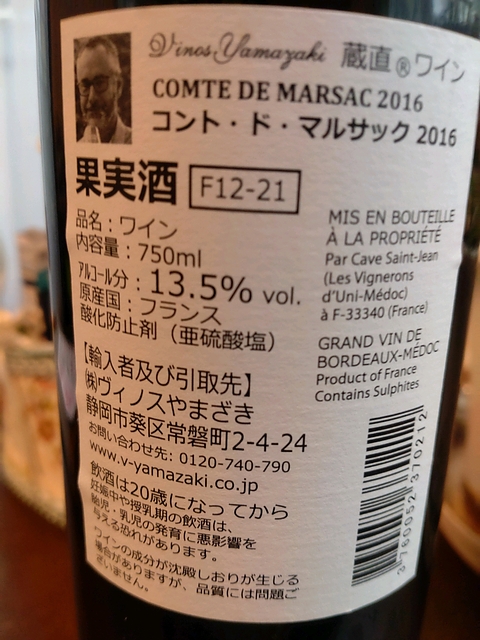 Vinos Yamazaki 蔵直®ワイン
COMTE DE MARSAC 2016
コント・ド・マルサック 2016
果実酒 F12-21
品名：ワイン
内容量：750ml
アルコール分：13.5% vol.
原産国：フランス
酸化防止剤（亜硫酸塩）
【輸入者及び引取先】
㈱ヴィノスやまざき
静岡市葵区常磐町2-4-24
お問い合わせ先: 0120-740-790
www.v-yamazaki.co.jp
飲酒は20歳になってから
妊娠中や授乳期の飲酒は、
胎児・乳児の発育に悪影響を
与える恐れがあります。
ワインの成分が沈殿しおりが生じる
場合がありますが、品質には問題ご
ざいません。
MIS EN BOUTEILLE
À LA PROPRIÉTÉ
Par Cave Saint-Jean
(Les Vignerons
d’Uni-Médoc)
à F-33340 (France)
GRAND VIN DE
BORDEAUX-MÉDOC
Product of France
Contains Sulphites
3 760052 370212